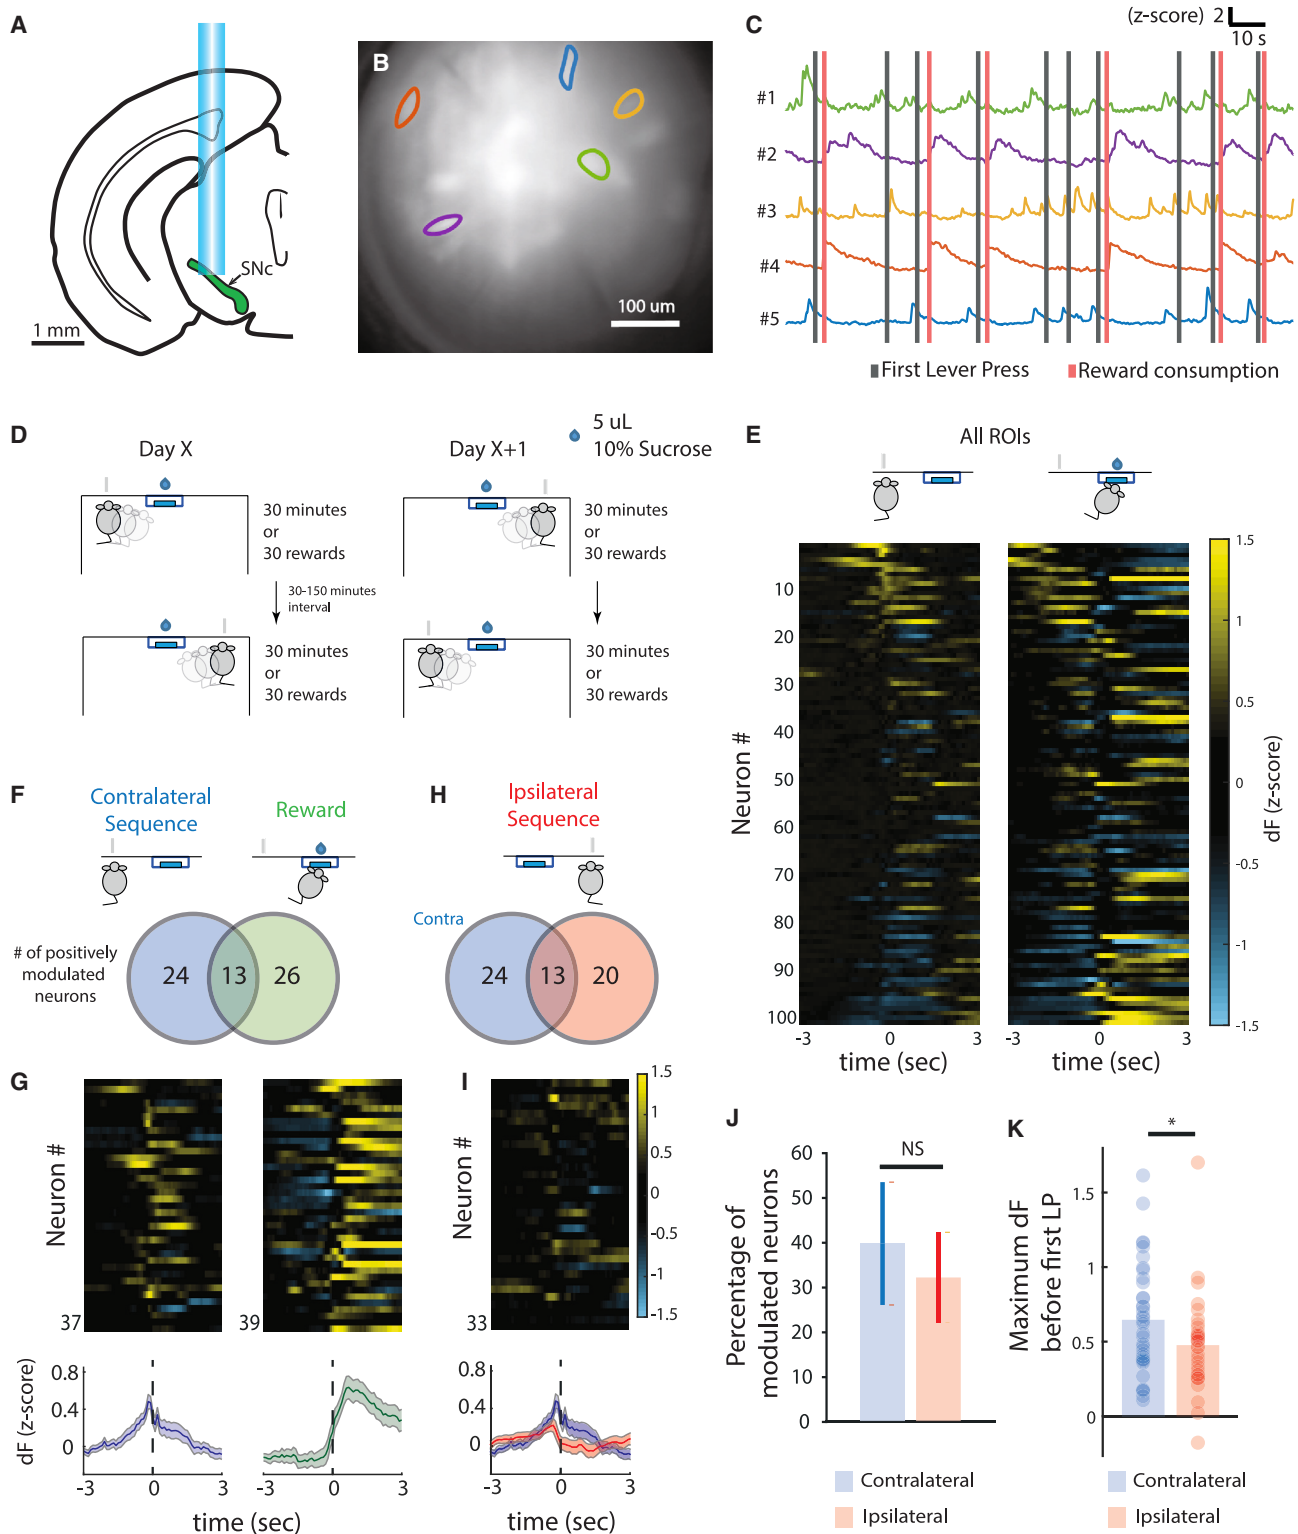 A
SNc
1 mm
B
100 um
C
(z-score) 2
10 s
#1
#2
#3
#4
#5
First Lever Press
Reward consumption
D
Day X
Day X+1
5 uL
10% Sucrose
30 minutes
or
30 rewards
30 minutes
or
30 rewards
30-150 minutes
interval
30 minutes
or
30 rewards
30 minutes
or
30 rewards
E
All ROIs
Neuron #
10
20
30
40
50
60
70
80
90
100
-3
0
3
time (sec)
-3
0
3
time (sec)
1.5
1
0.5
0
-0.5
-1
-1.5
dF (z-score)
F
Contralateral
Sequence
Reward
# of positively
modulated
neurons
24
13
26
H
Ipsilateral
Sequence
Contra
24
13
20
G
Neuron #
37
39
dF (z-score)
0.8
0.4
0
-3
0
3
time (sec)
-3
0
3
I
Neuron #
33
1.5
1
0.5
0
-0.5
-1
-1.5
0.8
0.4
0
-3
0
3
time (sec)
J
NS
Percentage of
modulated neurons
60
50
40
30
20
10
0
Contralateral
Ipsilateral
K
*
Maximum dF
before first LP
1.5
1
0.5
0
Contralateral
Ipsilateral